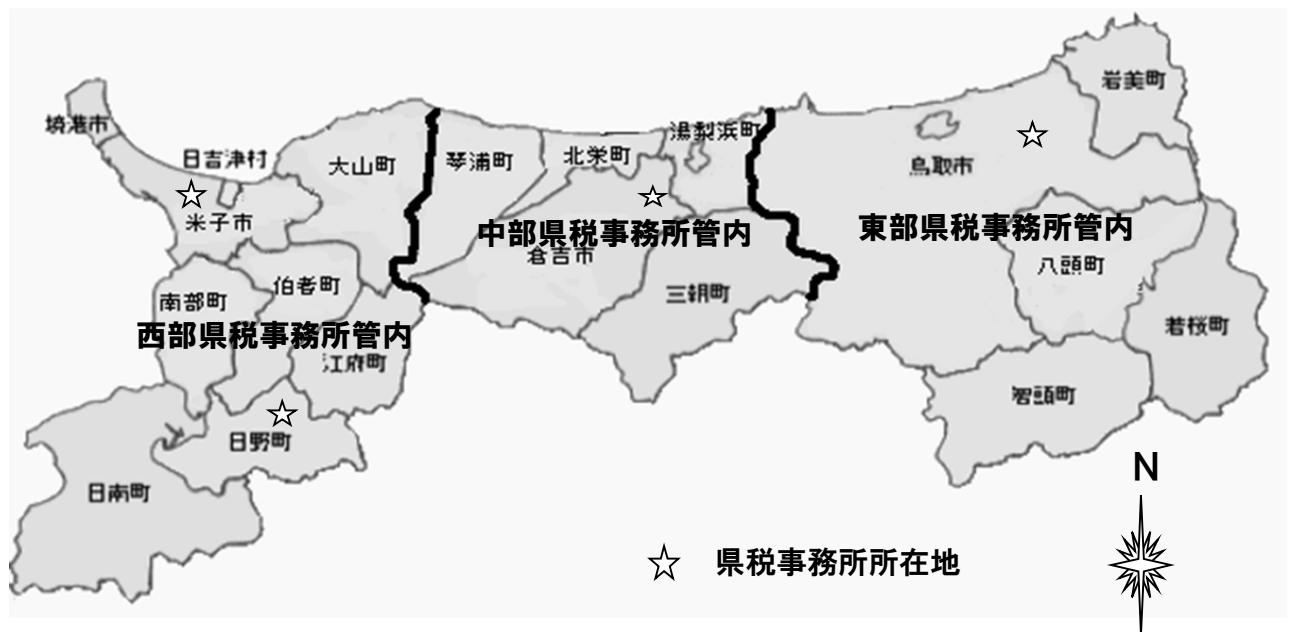 岩美町
境港市
湯梨浜町
日吉津村
大山町
琴浦町
北栄町
鳥取市
米子市
中部県税事務所管内
東部県税事務所管内
倉吉市
八頭町
伯耆町
南部町
三朝町
西部県税事務所管内
若桜町
江府町
智頭町
日野町
日南町
N
県税事務所所在地